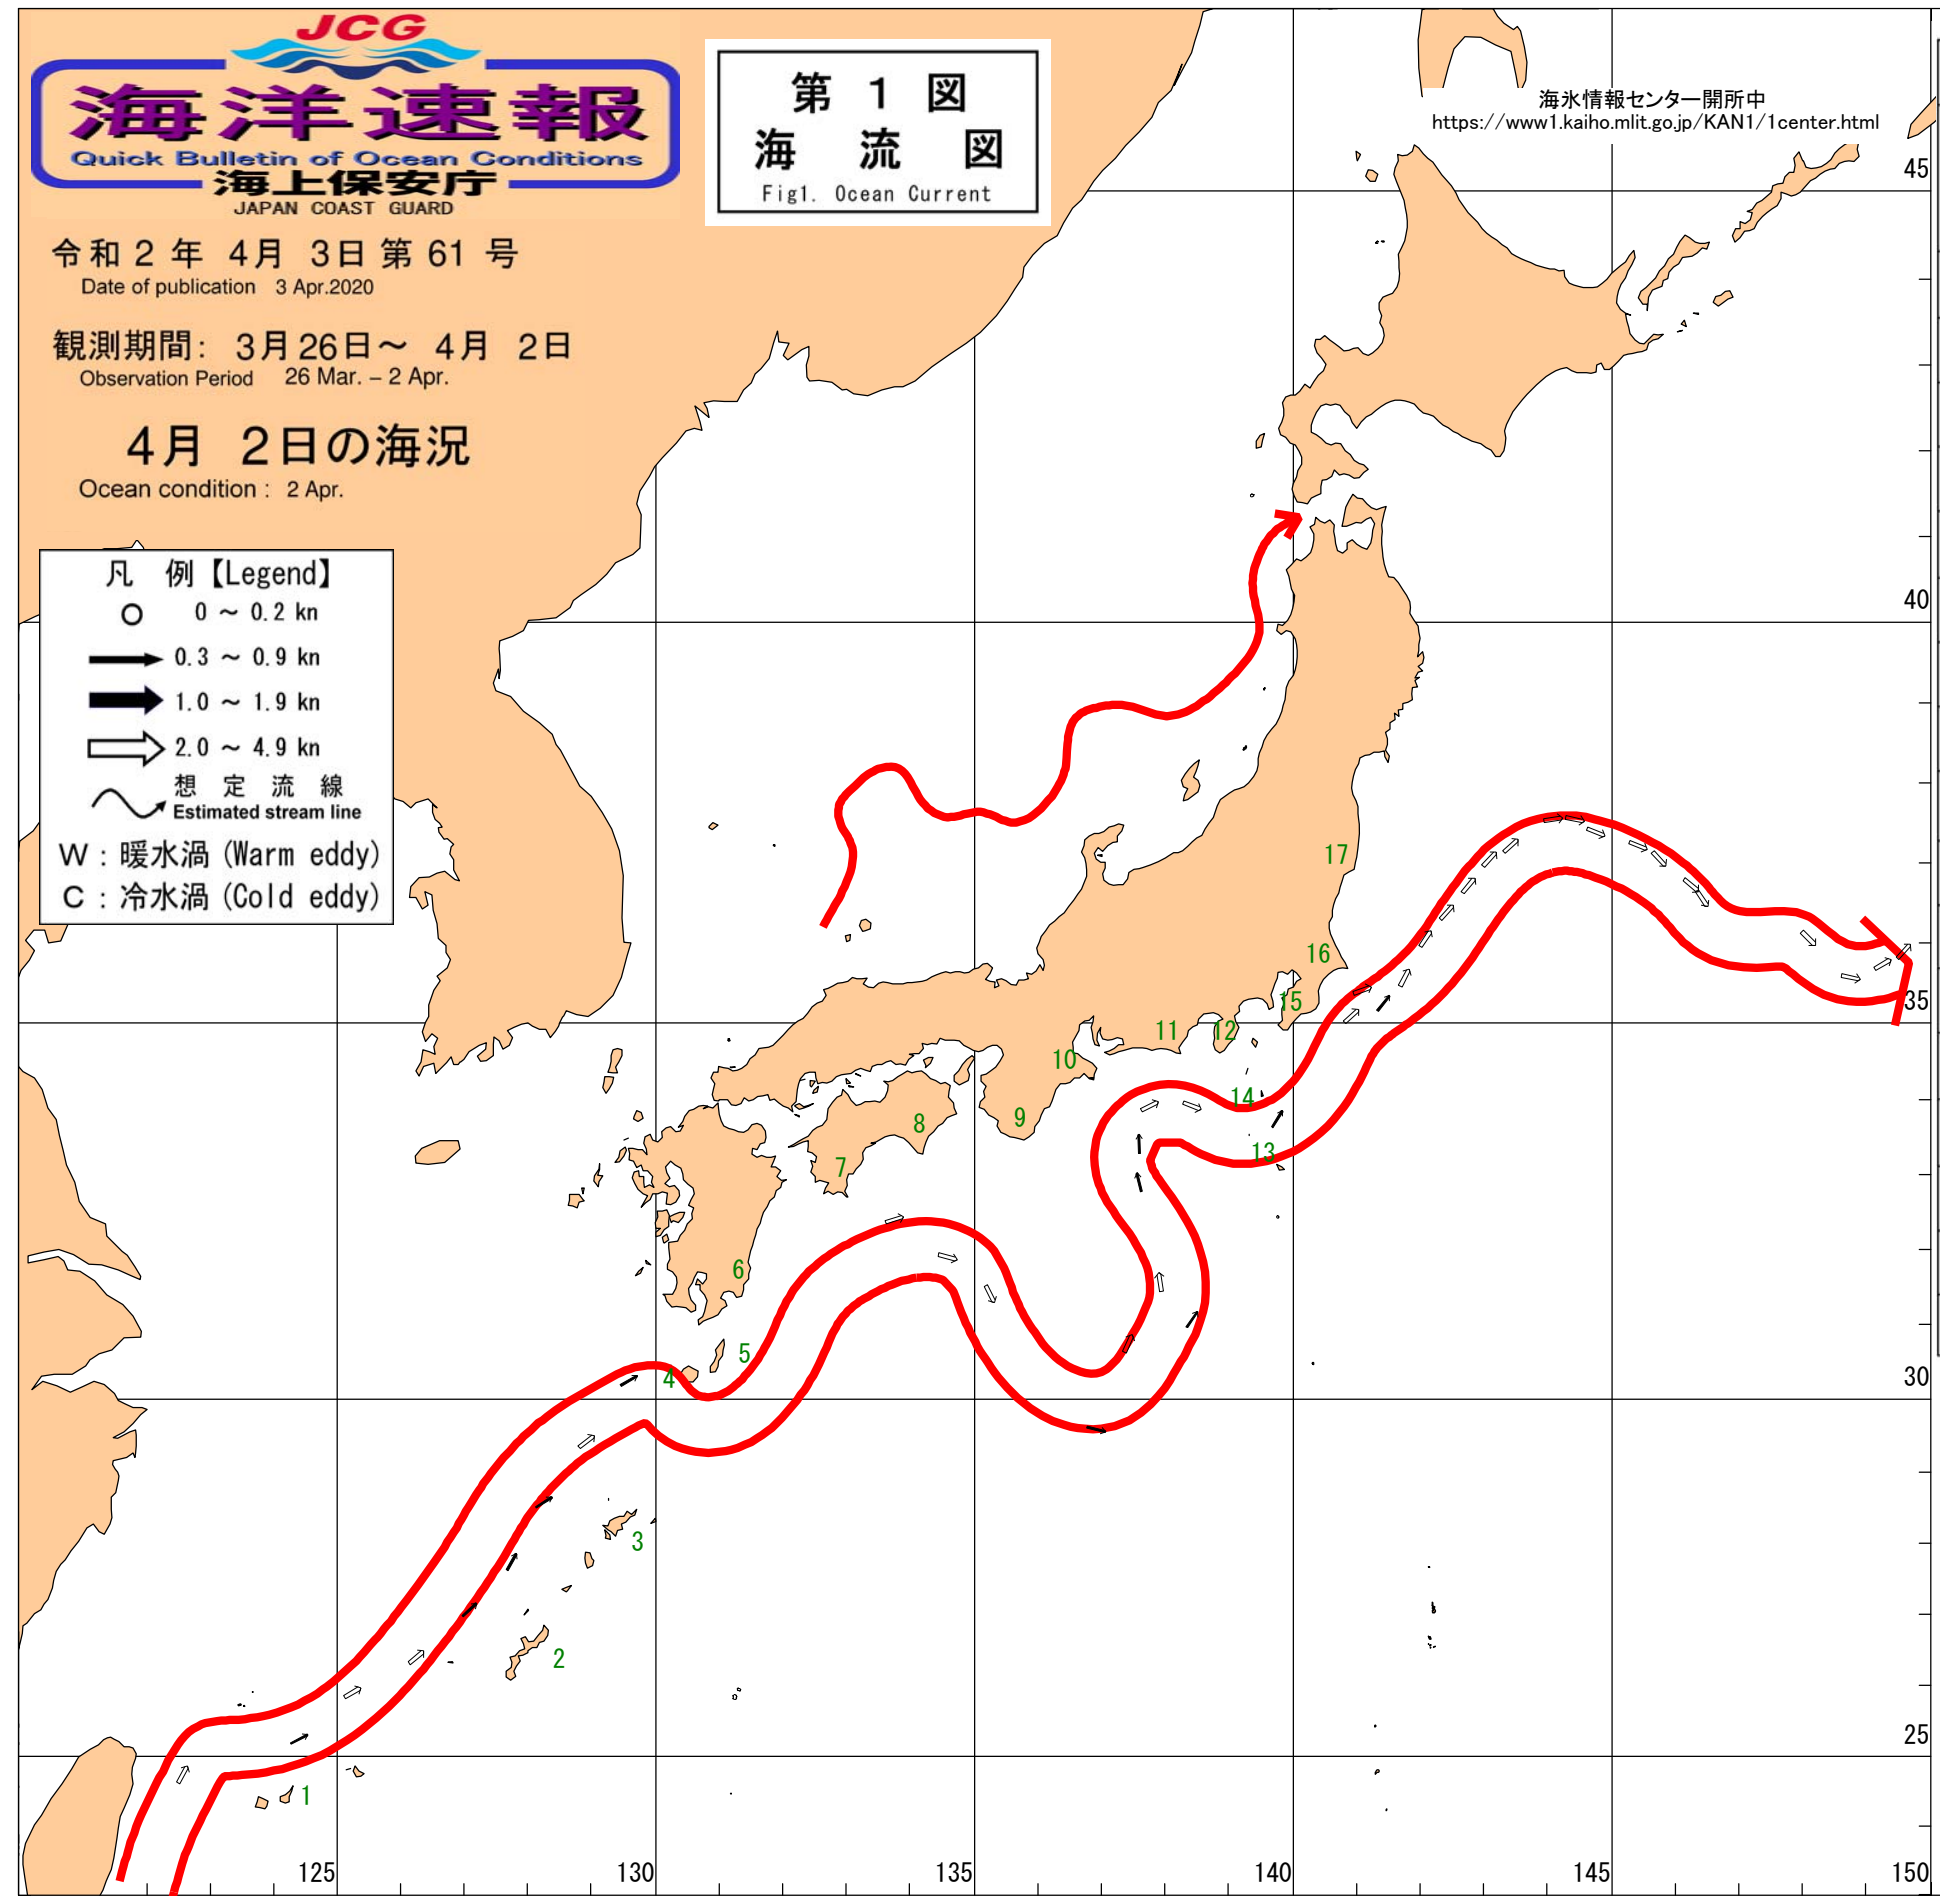 JCG
海洋速報
Quick Bulletin of Ocean Conditions
海上保安庁
JAPAN COAST GUARD
令和 2 年 4月 3日 第 61 号
Date of publication 3 Apr.2020
観測期間: 3月26日～ 4月 2日
Observation Period 26 Mar. – 2 Apr.
4月 2日の海況
Ocean condition : 2 Apr.
第 1 図
海 流 図
Fig1. Ocean Current
海氷情報センター開所中
https://www1.kaiho.mlit.go.jp/KAN1/1center.html
凡 例【Legend】
0 ～ 0.2 kn
0.3 ～ 0.9 kn
1.0 ～ 1.9 kn
2.0 ～ 4.9 kn
想 定 流 線
Estimated stream line
W : 暖水渦 (Warm eddy)
C : 冷水渦 (Cold eddy)
45
40
17
16
35
15
11
12
10
14
9
8
13
7
6
5
4
30
3
2
25
1
125
130
135
140
145
150